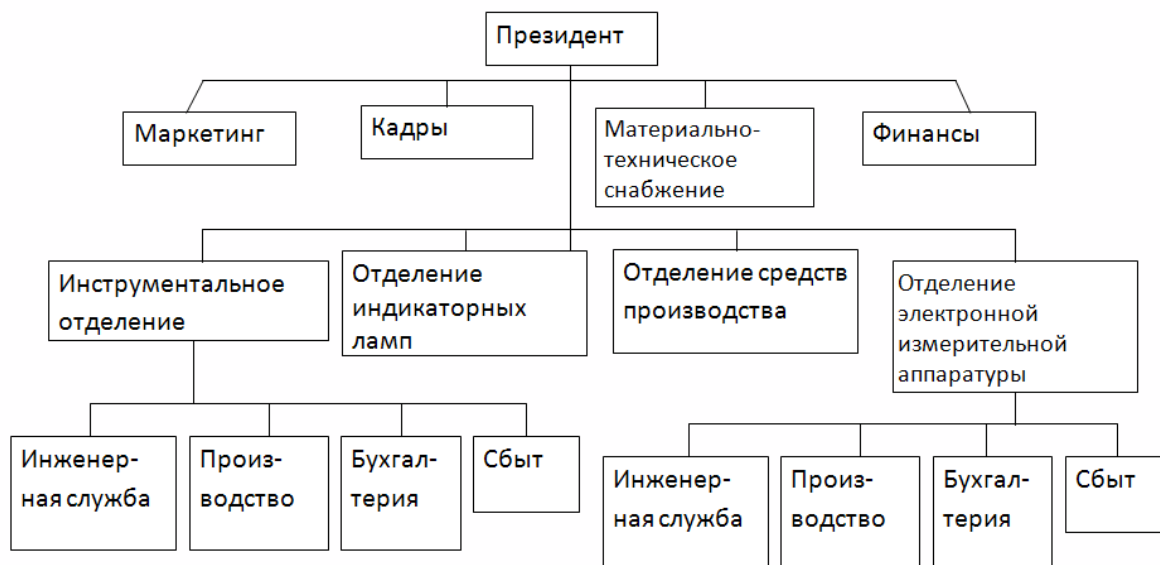 Президент
Маркетинг
Кадры
Материально-
техническое
снабжение
Финансы
Инструментальное
отделение
Отделение
индикаторных
ламп
Отделение средств
производства
Отделение
электронной
измерительной
аппаратуры
Инженер-
ная служба
Произ-
водство
Бухгал-
терия
Сбыт
Инженер-
ная служба
Произ-
водство
Бухгал-
терия
Сбыт